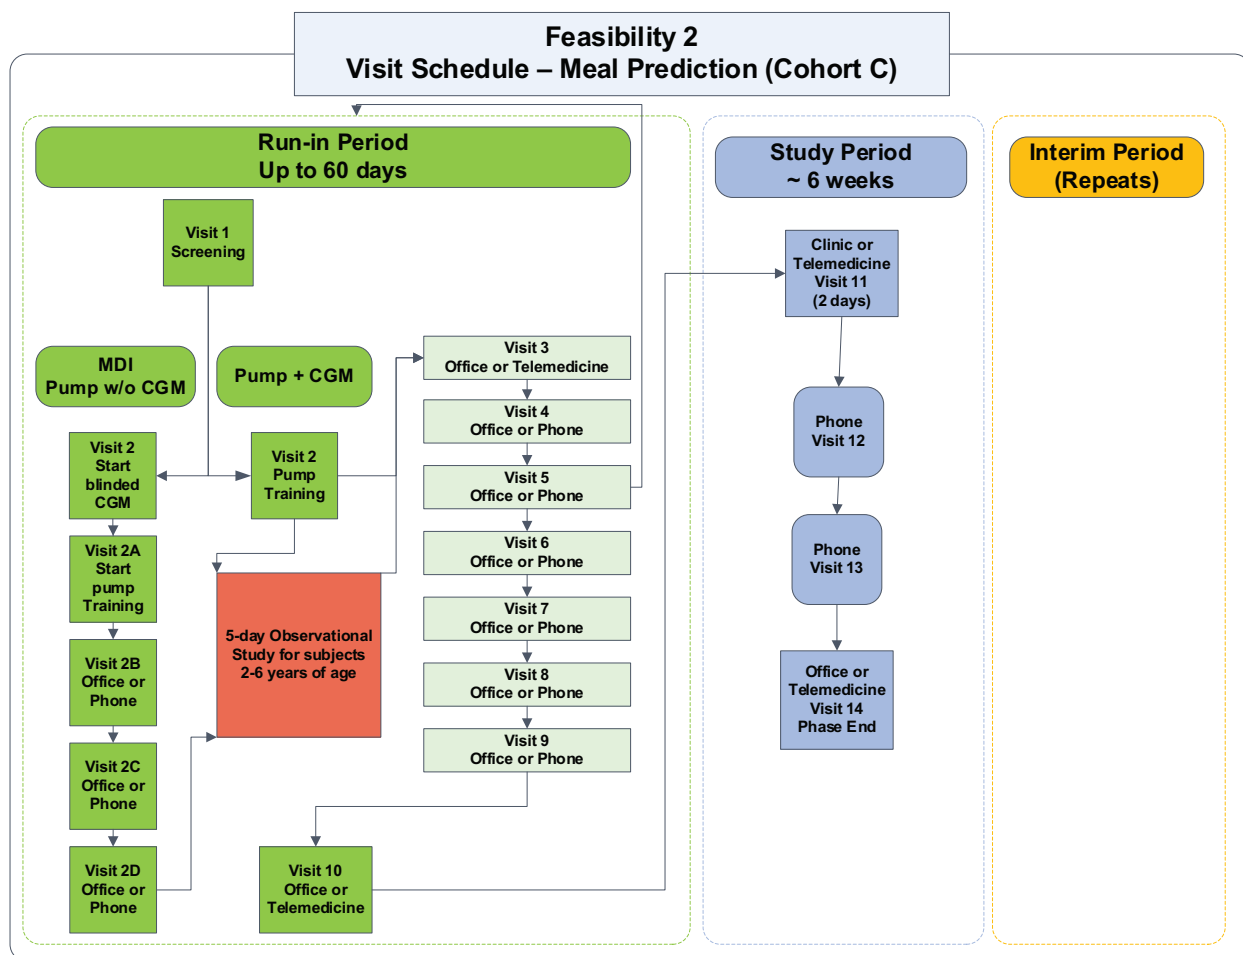 Feasibility 2
Visit Schedule – Meal Prediction (Cohort C)
Run-in Period
Up to 60 days
Visit 1
Screening
MDI
Pump w/o CGM
Pump + CGM
Visit 2
Start
blinded
CGM
Visit 2
Pump
Training
Visit 2A
Start
pump
Training
Visit 2B
Office or
Phone
Visit 2C
Office or
Phone
Visit 2D
Office or
Phone
5-day Observational
Study for subjects
2-6 years of age
Visit 3
Office or Telemedicine
Visit 4
Office or Phone
Visit 5
Office or Phone
Visit 6
Office or Phone
Visit 7
Office or Phone
Visit 8
Office or Phone
Visit 9
Office or Phone
Visit 10
Office or
Telemedicine
Study Period
~ 6 weeks
Clinic or
Telemedicine
Visit 11
(2 days)
Phone
Visit 12
Phone
Visit 13
Office or
Telemedicine
Visit 14
Phase End
Interim Period
(Repeats)